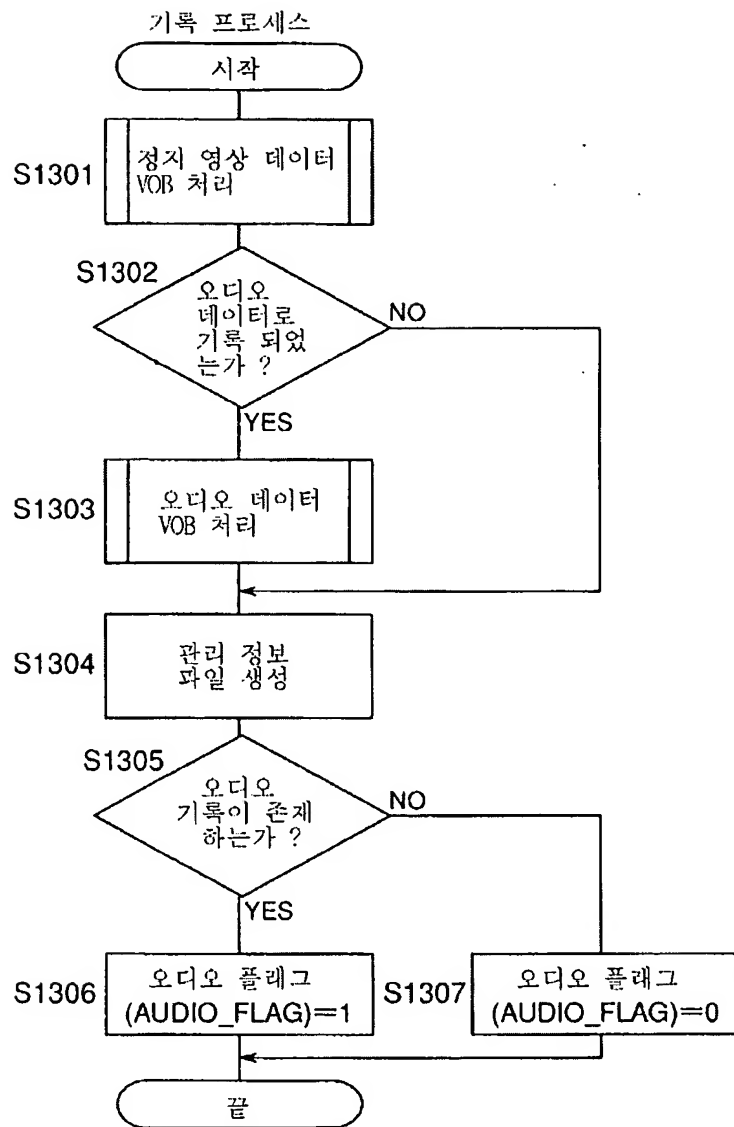 기록 프로세스
시작
S1301
정지 영상 데이터
VOB 처리
S1302
오디오
데이터로
기록 되었
는가 ?
NO
YES
S1303
오디오 데이터
VOB 처리
S1304
관리 정보
파일 생성
S1305
오디오
기록이 존재
하는가 ?
NO
YES
S1306
오디오 플래그
(AUDIO_FLAG)=1
S1307
오디오 플래그
(AUDIO_FLAG)=0
끝